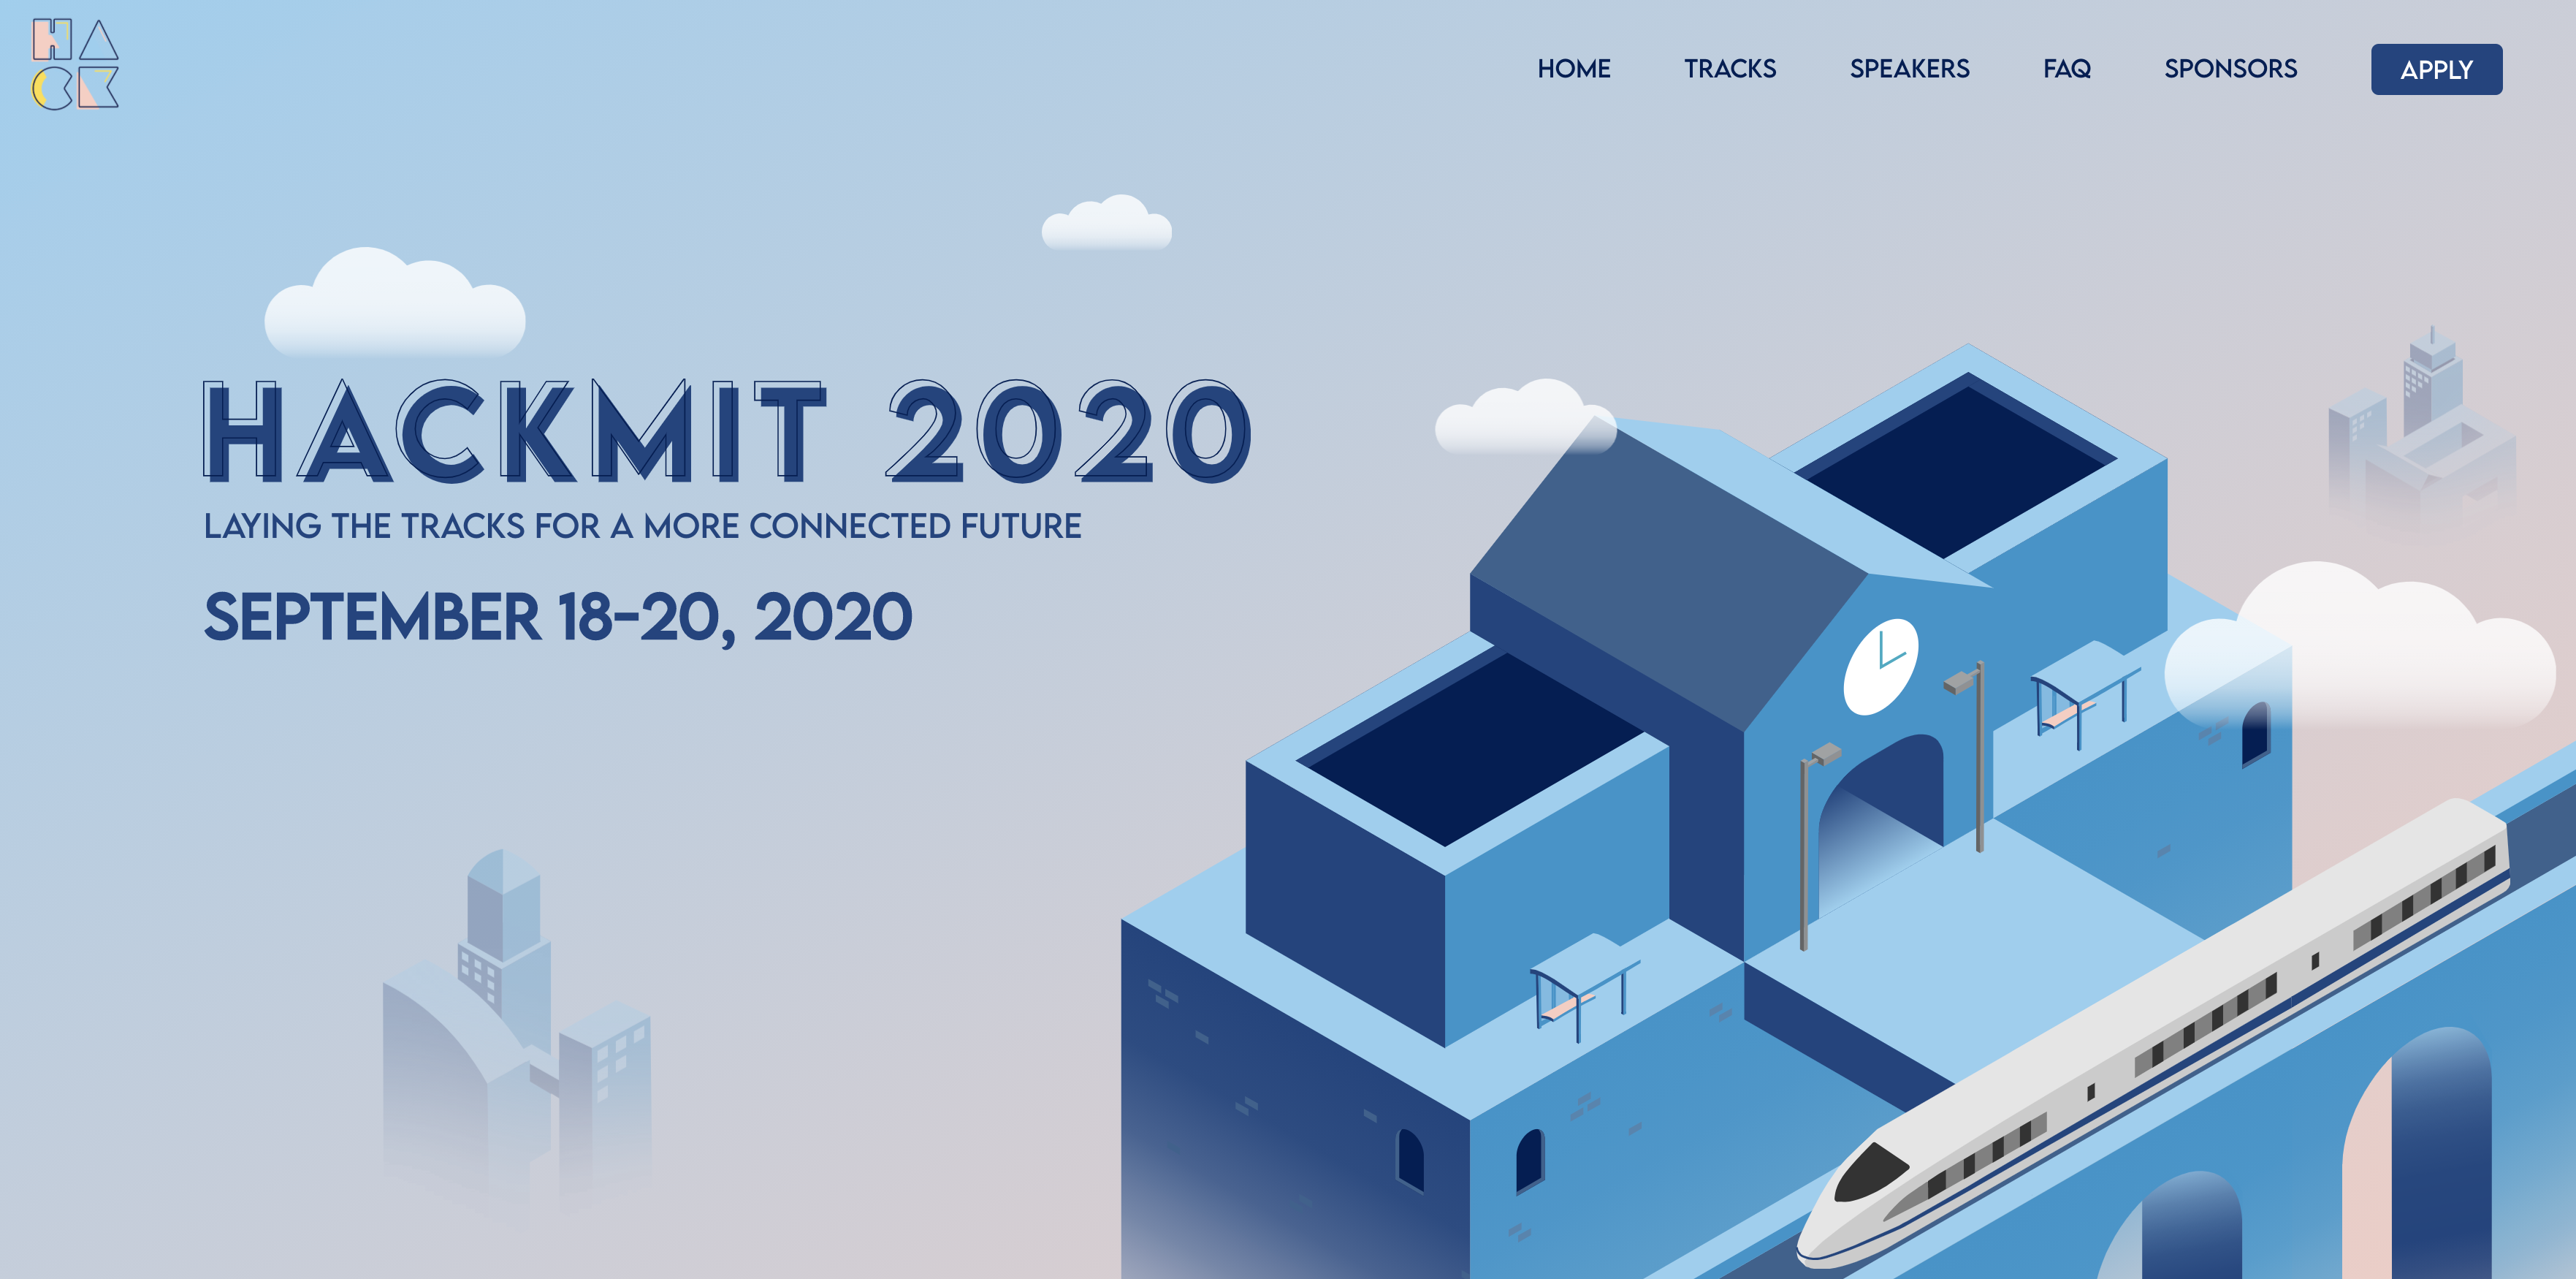 HACK
HOME TRACKS SPEAKERS FAQ SPONSORS APPLY
HACKMIT 2020
LAYING THE TRACKS FOR A MORE CONNECTED FUTURE
SEPTEMBER 18-20, 2020